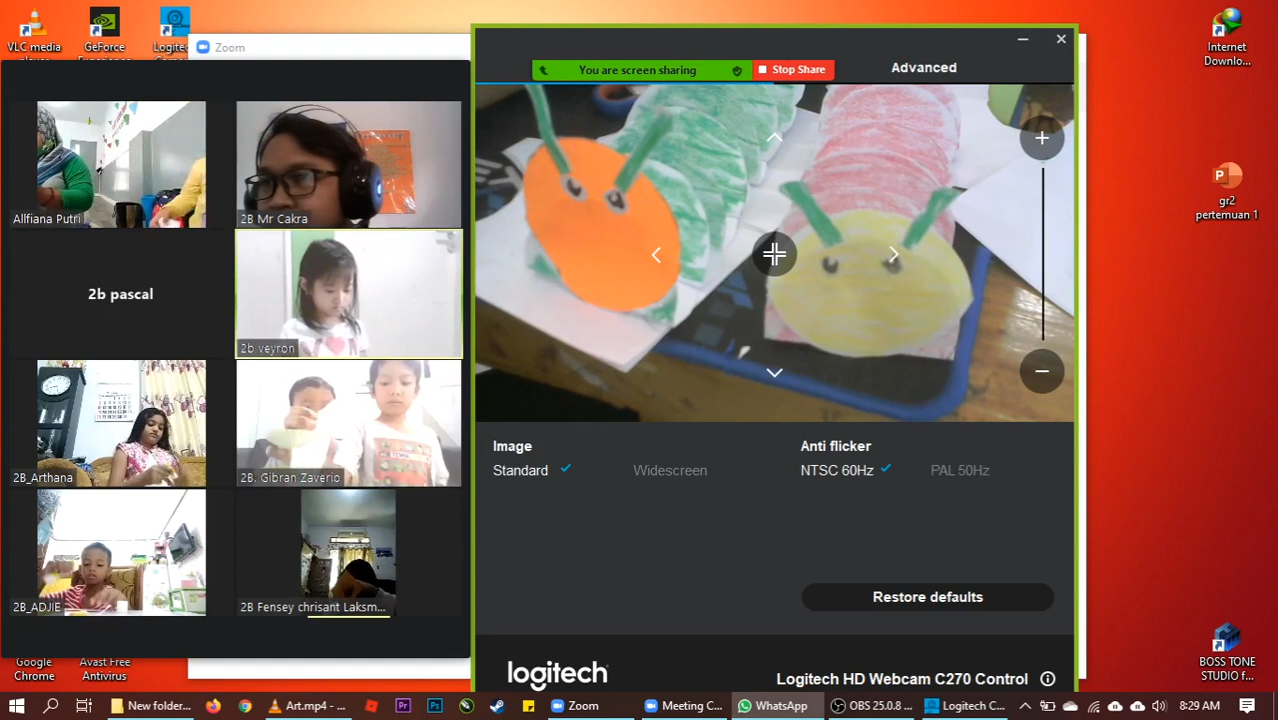 VLC media
player
GeForce
Logitech
Zoom
You are screen sharing
Stop Share
Advanced
Internet
Downlo...
Allfiana Putri
2B Mr Cakra
2b pascal
2b veyron
2B_Arthana
2B. Gibran Zaverio
2B_ADJIE
2B Fensey chrisant Laksm...
gr2
pertemuan 1
Image
Anti flicker
Standard
Widescreen
NTSC 60Hz
PAL 50Hz
Restore defaults
logitech
Logitech HD Webcam C270 Control
Google
Chrome
Avast Free
Antivirus
BOSS TONE
STUDIO f...
New folder...
Art.mp4 - ...
Zoom
Meeting C...
WhatsApp
OBS 25.0.8 ...
Logitech C...
8:29 AM